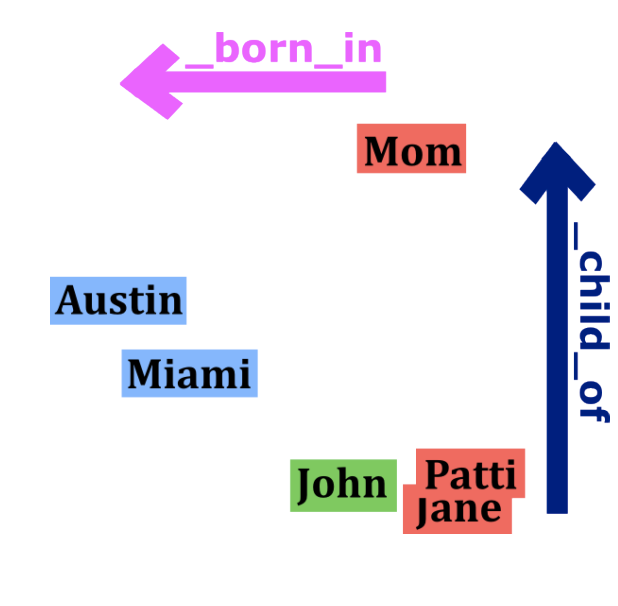 _born_in
Mom
_child_of
Austin
Miami
John
Patti
Jane